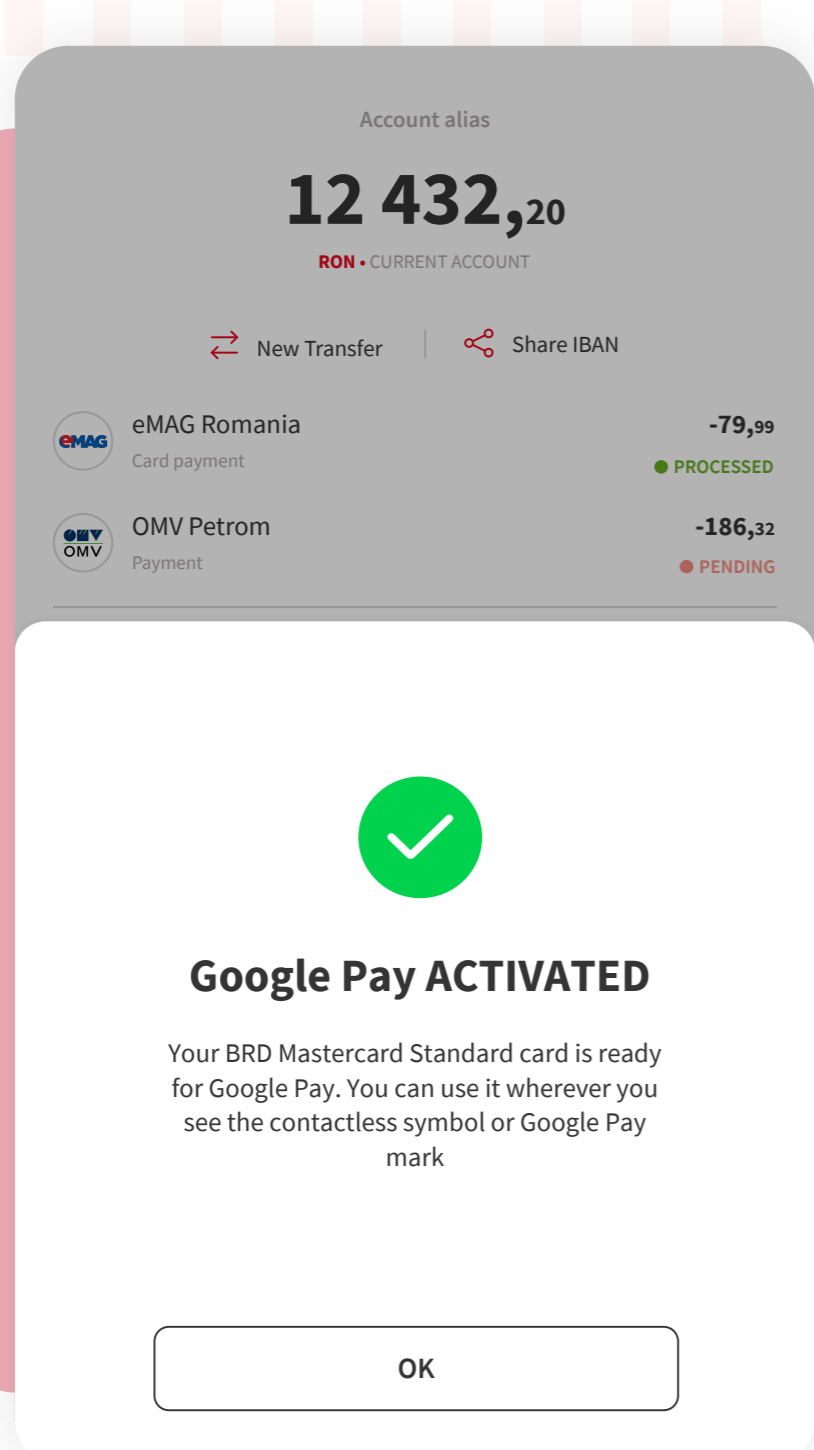 Account alias
12 432,20
RON • CURRENT ACCOUNT
New Transfer
Share IBAN
eMAG
eMAG Romania
-79,99
Card payment
PROCESSED
OMV
OMV
OMV Petrom
-186,32
Payment
PENDING
Google Pay ACTIVATED
Your BRD Mastercard Standard card is ready
for Google Pay. You can use it wherever you
see the contactless symbol or Google Pay
mark
OK